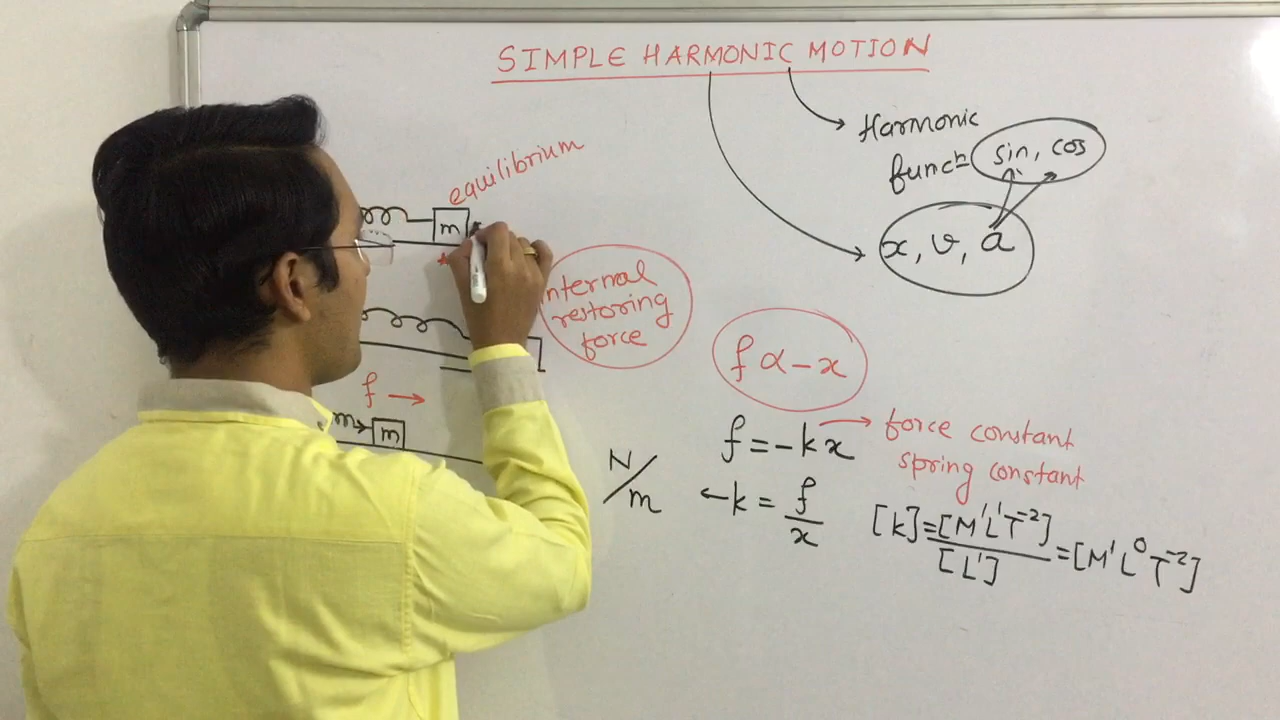 SIMPLE HARMONIC MOTION
Harmonic
funcⁿ sin, cos
x, v, a
equilibrium
m
internal
restoring
force
f α - x
f →
m
f = - k x → force constant
spring constant
N/m ← k = f/x
[k] = [M¹L¹T⁻²]/[L¹] = [M¹L⁰T⁻²]